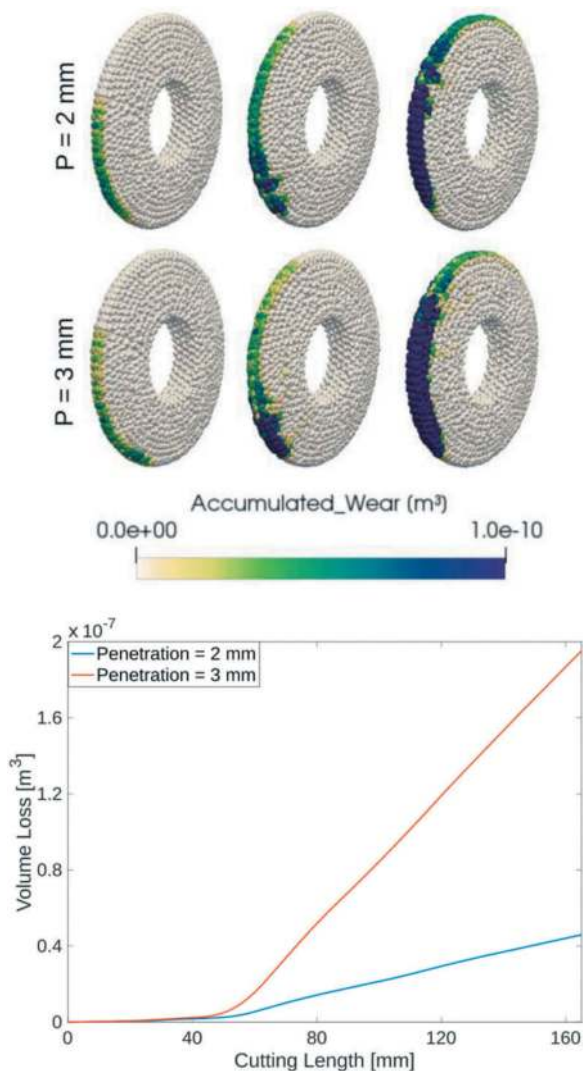 P = 2 mm
P = 3 mm
Accumulated_Wear (m³)
0.0e+00 1.0e-10
2 × 10⁻⁷
Penetration = 2 mm
Penetration = 3 mm
1.6
1.2
0.8
0.4
0
Volume Loss [m³]
0 40 80 120 160
Cutting Length [mm]